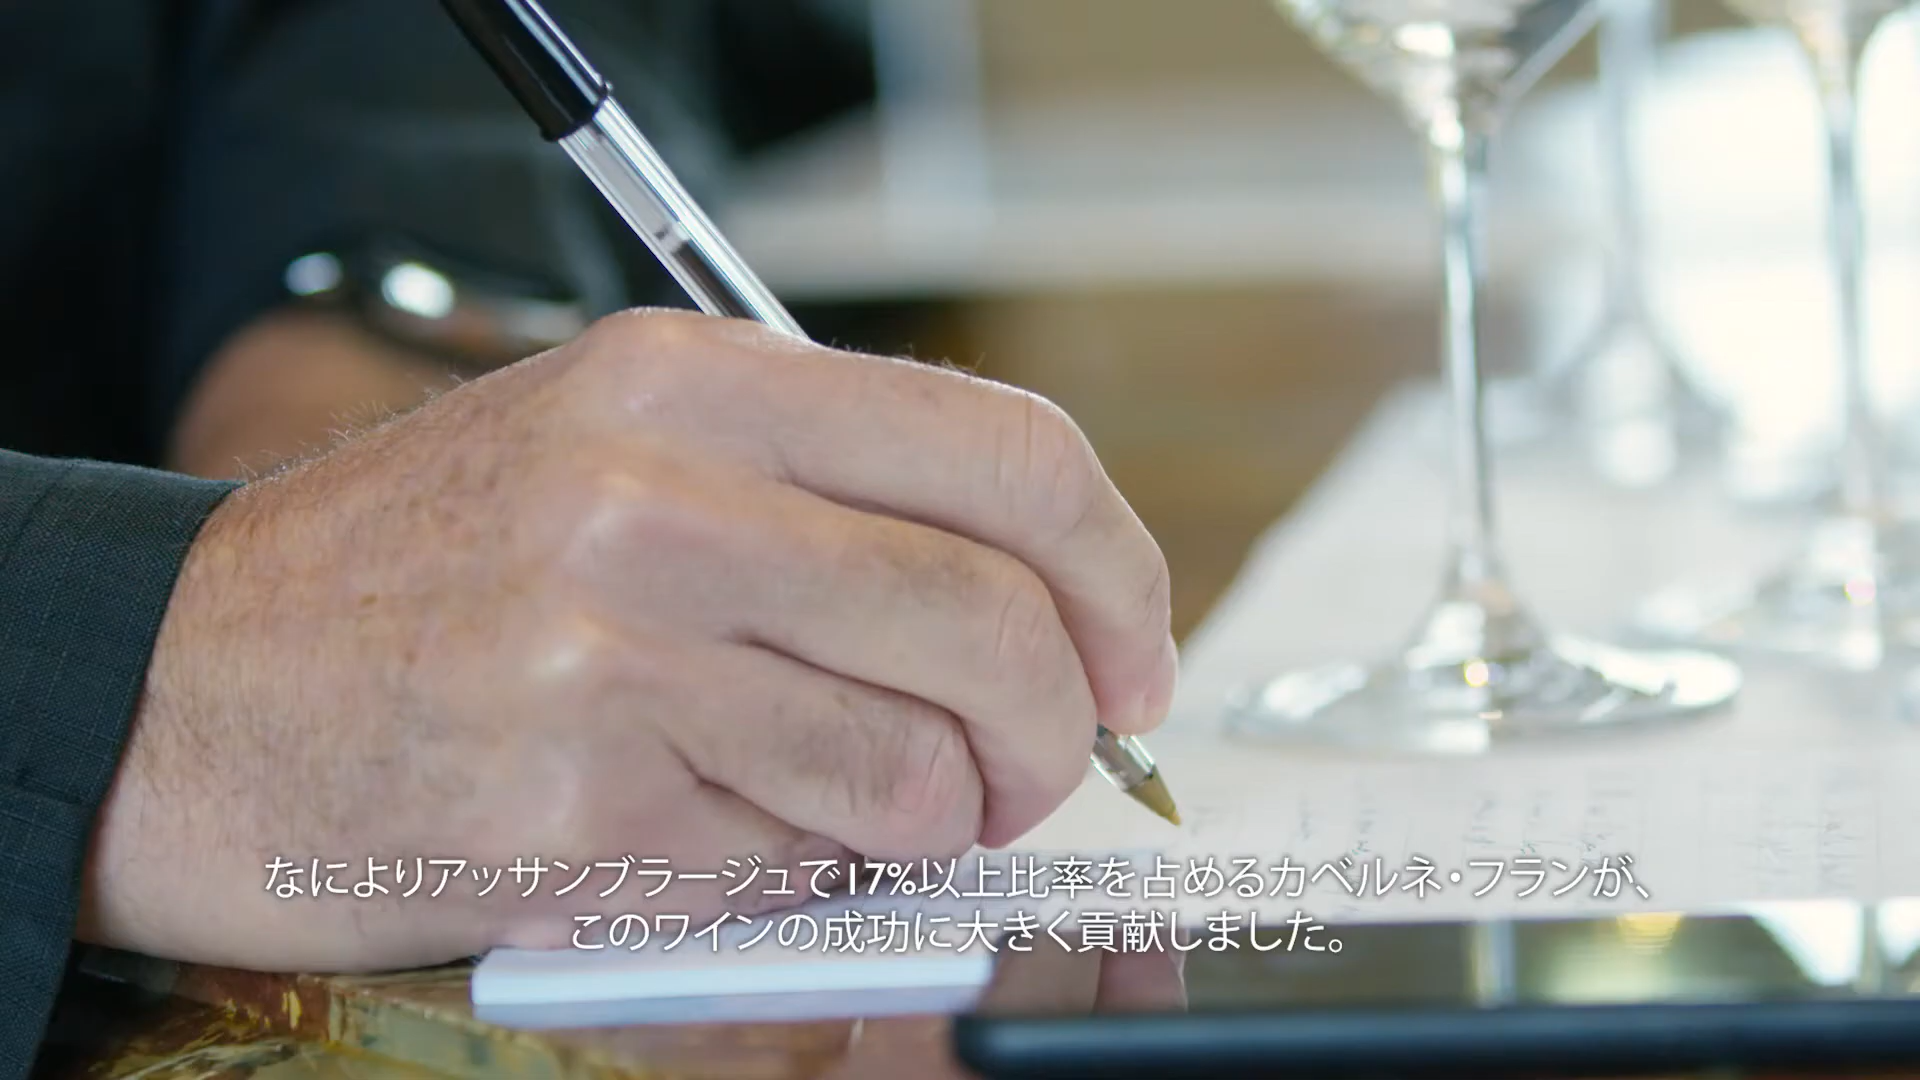 なによりアッサンブラージュで17%以上比率を占めるカベルネ・フランが、
このワインの成功に大きく貢献しました。